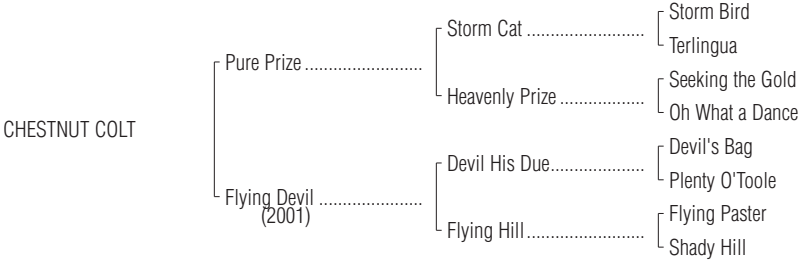 Storm Bird
Storm Cat ........................
Terlingua
Pure Prize ........................
Seeking the Gold
Heavenly Prize .................
Oh What a Dance
CHESTNUT COLT
Devil's Bag
Devil His Due...................
Plenty O'Toole
Flying Devil .....................
(2001)
Flying Paster
Flying Hill........................
Shady Hill